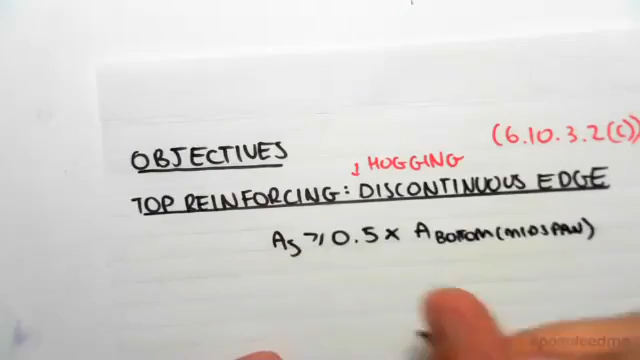 OBJECTIVES
(6.10.3.2(c))
↓ HOGGING
TOP REINFORCING: DISCONTINUOUS EDGE
As ≥ 0.5 × A BOTTOM (MIDSPAN)